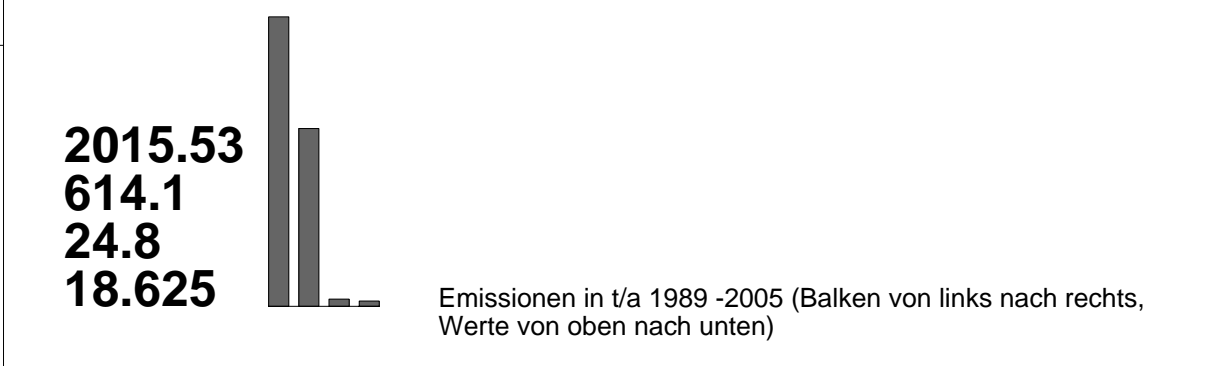 2015.53
614.1
24.8
18.625
Emissionen in t/a 1989 -2005 (Balken von links nach rechts,
Werte von oben nach unten)